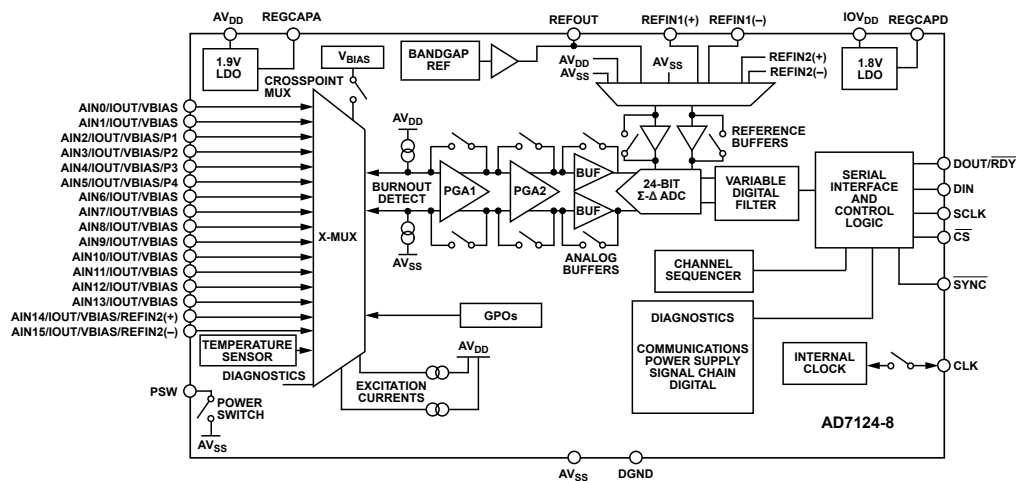 AVDD
REGCAPA
REFOUT
REFIN1(+)
REFIN1(–)
IOVDD
REGCAPD
1.9V
LDO
VBIAS
CROSSPOINT
MUX
BANDGAP
REF
AVDD
AVSS
AVSS
REFIN2(+)
REFIN2(–)
1.8V
LDO
AIN0/IOUT/VBIAS
AIN1/IOUT/VBIAS
AIN2/IOUT/VBIAS/P1
AIN3/IOUT/VBIAS/P2
AIN4/IOUT/VBIAS/P3
AIN5/IOUT/VBIAS/P4
AIN6/IOUT/VBIAS
AIN7/IOUT/VBIAS
AIN8/IOUT/VBIAS
AIN9/IOUT/VBIAS
AIN10/IOUT/VBIAS
AIN11/IOUT/VBIAS
AIN12/IOUT/VBIAS
AIN13/IOUT/VBIAS
AIN14/IOUT/VBIAS/REFIN2(+)
AIN15/IOUT/VBIAS/REFIN2(–)
TEMPERATURE
SENSOR
DIAGNOSTICS
X-MUX
AVDD
BURNOUT
DETECT
AVSS
PGA1
PGA2
BUF
BUF
ANALOG
BUFFERS
REFERENCE
BUFFERS
24-BIT
Σ-Δ ADC
VARIABLE
DIGITAL
FILTER
SERIAL
INTERFACE
AND
CONTROL
LOGIC
DOUT/RDY
DIN
SCLK
CS
SYNC
CHANNEL
SEQUENCER
GPOs
DIAGNOSTICS
COMMUNICATIONS
POWER SUPPLY
SIGNAL CHAIN
DIGITAL
INTERNAL
CLOCK
CLK
AVDD
EXCITATION
CURRENTS
PSW
POWER
SWITCH
AVSS
AD7124-8
AVSS
DGND